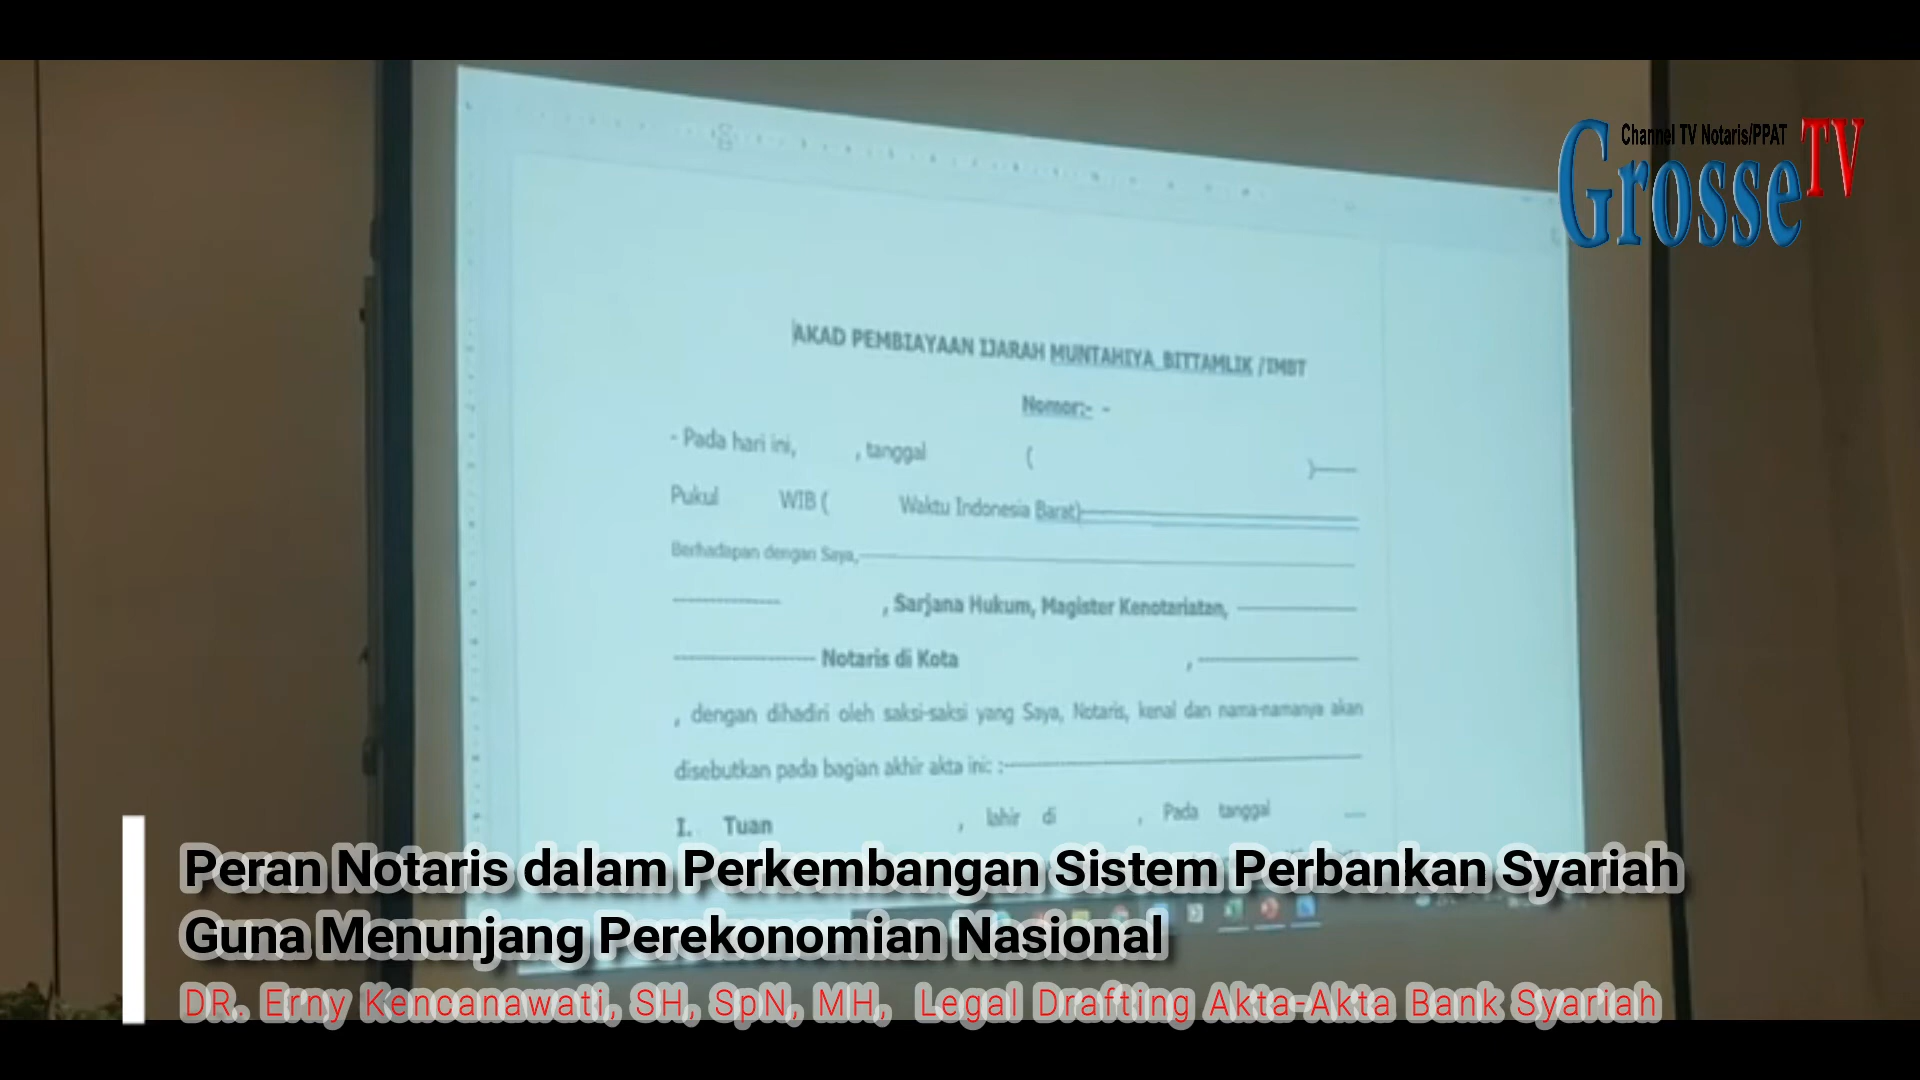 Channel TV Notaris/PPAT
GrosseTV
AKAD PEMBIAYAAN IJARAH MUNTAHIYA BITTAMLIK /IMBT
Nomor:- -
- Pada hari ini, , tanggal ( )
Pukul WIB ( Waktu Indonesia Barat)
Berhadapan dengan Saya,
, Sarjana Hukum, Magister Kenotariatan,
Notaris di Kota ,
, dengan dihadiri oleh saksi-saksi yang Saya, Notaris, kenal dan nama-namanya akan
disebutkan pada bagian akhir akta ini: :
I. Tuan , lahir di , Pada tanggal
Peran Notaris dalam Perkembangan Sistem Perbankan Syariah
Guna Menunjang Perekonomian Nasional
DR. Erny Kencanawati, SH, SpN, MH, Legal Drafting Akta-Akta Bank Syariah